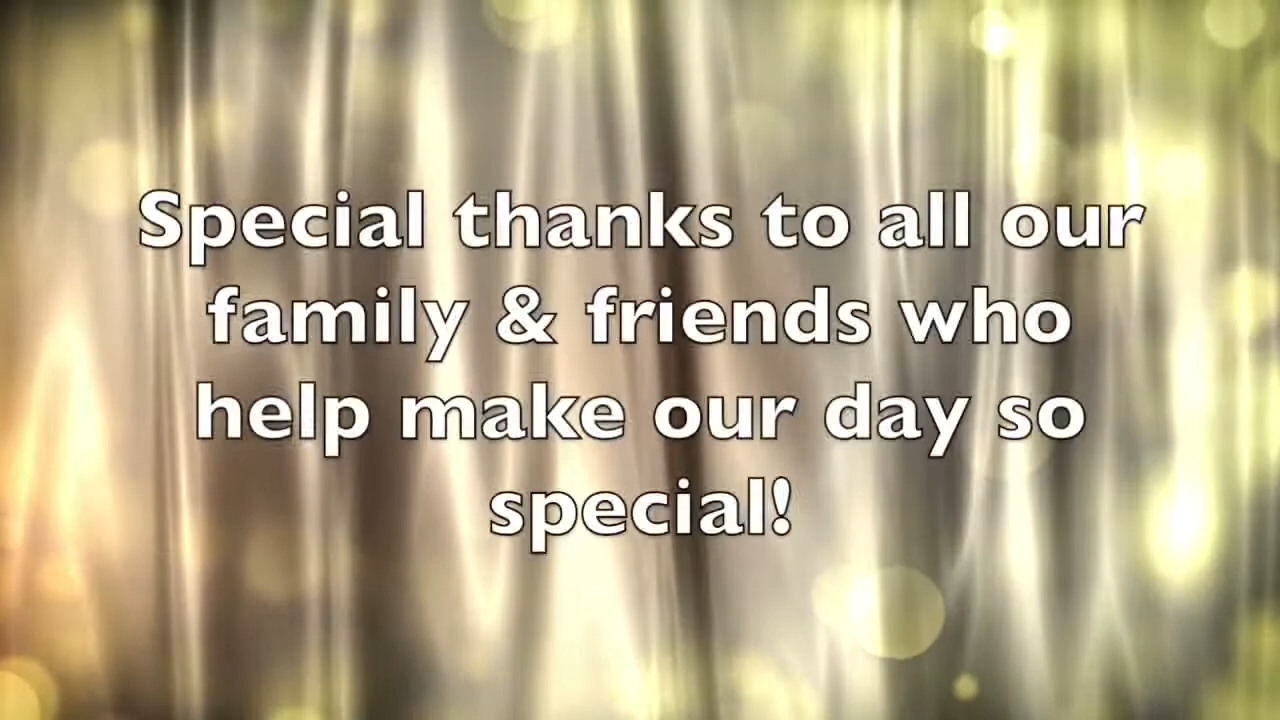 Special thanks to all our
family & friends who
help make our day so
special!